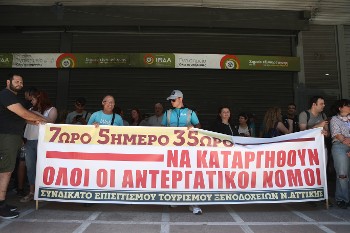 7ΩΡΟ 5ΗΜΕΡΟ 35ΩΡΟ
ΝΑ ΚΑΤΑΡΓΗΘΟΥΝ
ΟΛΟΙ ΟΙ ΑΝΤΕΡΓΑΤΙΚΟΙ ΝΟΜΟΙ
ΣΥΝΔΙΚΑΤΟ ΕΠΙΣΙΤΙΣΜΟΥ ΤΟΥΡΙΣΜΟΥ ΞΕΝΟΔΟΧΕΙΩΝ Ν.ΑΤΤΙΚΗΣ